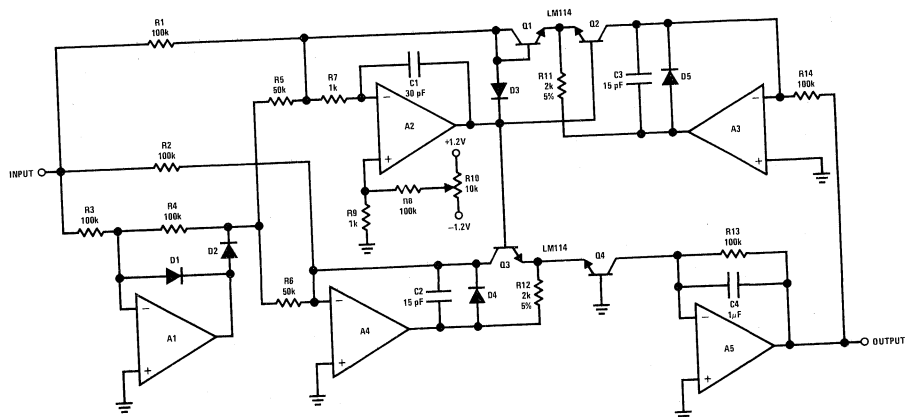 R1
100k
LM114
Q1
Q2
R5
50k
R7
1k
C1
30 pF
D3
R11
2k
5%
C3
15 pF
D5
R14
100k
A2
A3
R2
100k
+1.2V
INPUT
R10
10k
R8
100k
-1.2V
R9
1k
R3
100k
R4
100k
D2
D1
LM114
Q3
Q4
R13
100k
R6
50k
C2
15 pF
D4
R12
2k
5%
C4
1µF
A1
A4
A5
OUTPUT